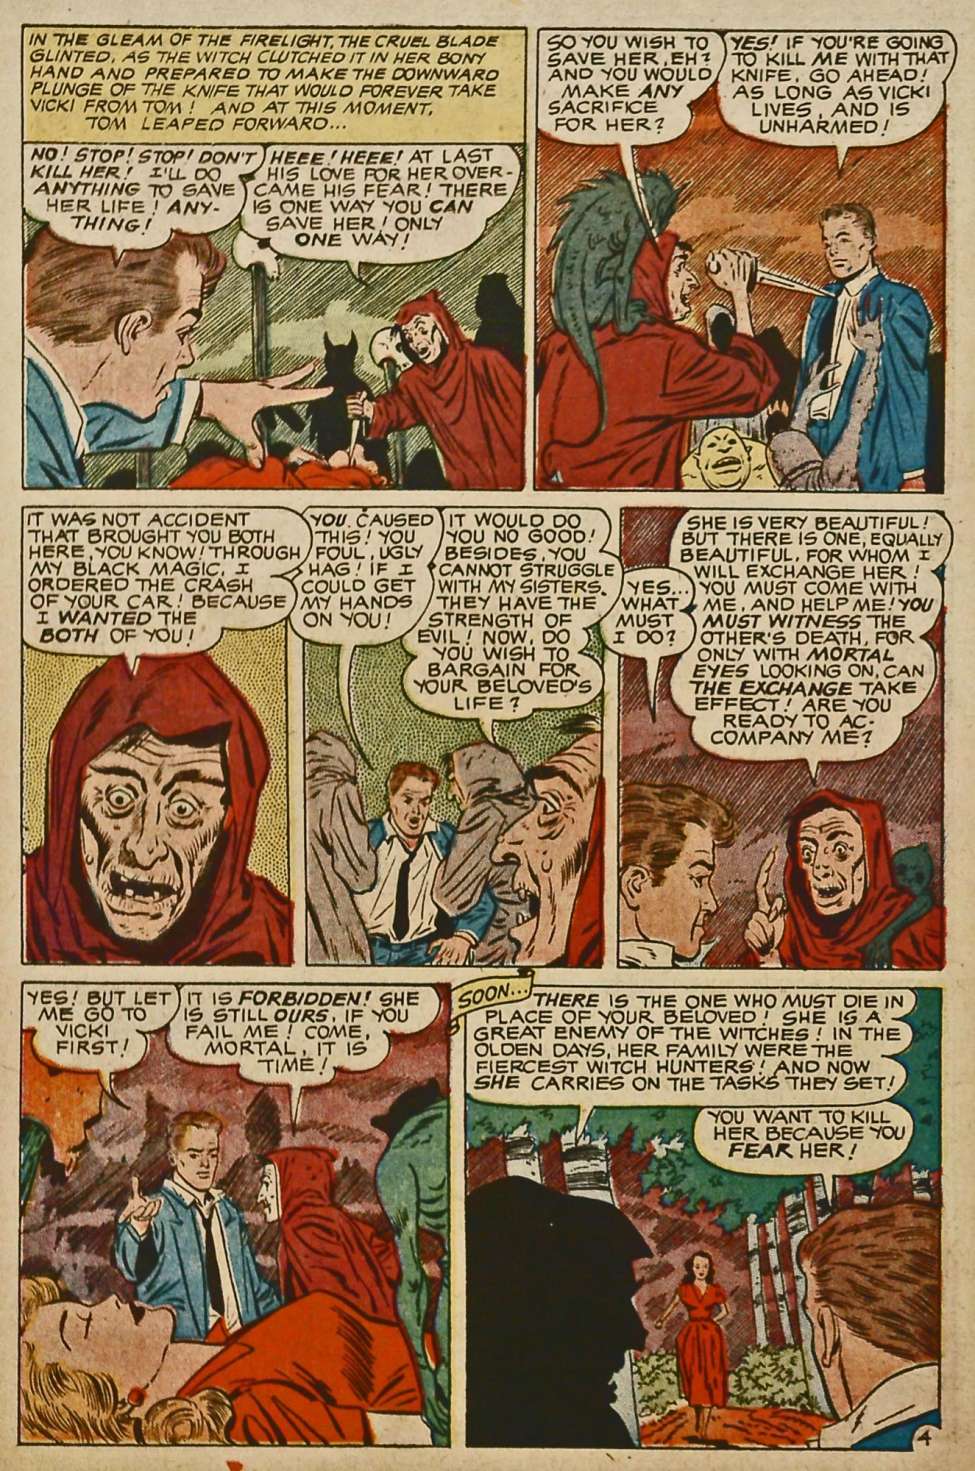 IN THE GLEAM OF THE FIRELIGHT, THE CRUEL BLADE
GLINTED, AS THE WITCH CLUTCHED IT IN HER BONY
HAND AND PREPARED TO MAKE THE DOWNWARD
PLUNGE OF THE KNIFE THAT WOULD FOREVER TAKE
VICKI FROM TOM! AND AT THIS MOMENT,
TOM LEAPED FORWARD...
NO! STOP! STOP! DON'T
KILL HER! I'LL DO
ANYTHING TO SAVE
HER LIFE! ANY-
THING!
HEEE! HEEE! AT LAST
HIS LOVE FOR HER OVER-
CAME HIS FEAR! THERE
IS ONE WAY YOU CAN
SAVE HER! ONLY
ONE WAY!
SO YOU WISH TO
SAVE HER, EH?
AND YOU WOULD
MAKE ANY
SACRIFICE
FOR HER?
YES! IF YOU'RE GOING
TO KILL ME WITH THAT
KNIFE, GO AHEAD!
AS LONG AS VICKI
LIVES, AND IS
UNHARMED!
IT WAS NOT ACCIDENT
THAT BROUGHT YOU BOTH
HERE, YOU KNOW! THROUGH
MY BLACK MAGIC, I
ORDERED THE CRASH
OF YOUR CAR! BECAUSE
I WANTED THE
BOTH OF YOU!
YOU CAUSED
THIS! YOU
FOUL, UGLY
HAG! IF I
COULD GET
MY HANDS
ON YOU!
IT WOULD DO
YOU NO GOOD!
BESIDES, YOU
CANNOT STRUGGLE
WITH MY SISTERS.
THEY HAVE THE
STRENGTH OF
EVIL! NOW, DO
YOU WISH TO
BARGAIN FOR
YOUR BELOVED'S
LIFE?
YES...
WHAT
MUST
I DO?
SHE IS VERY BEAUTIFUL!
BUT THERE IS ONE, EQUALLY
BEAUTIFUL, FOR WHOM I
WILL EXCHANGE HER!
YOU MUST COME WITH
ME, AND HELP ME! YOU
MUST WITNESS THE
OTHER'S DEATH, FOR
ONLY WITH MORTAL
EYES LOOKING ON, CAN
THE EXCHANGE TAKE
EFFECT! ARE YOU
READY TO AC-
COMPANY ME?
YES! BUT LET
ME GO TO
VICKI
FIRST!
IT IS FORBIDDEN! SHE
IS STILL OURS, IF YOU
FAIL ME! COME,
MORTAL, IT IS
TIME!
SOON...
THERE IS THE ONE WHO MUST DIE IN
PLACE OF YOUR BELOVED! SHE IS A
GREAT ENEMY OF THE WITCHES! IN THE
OLDEN DAYS, HER FAMILY WERE THE
FIERCEST WITCH HUNTERS! AND NOW
SHE CARRIES ON THE TASKS THEY SET!
YOU WANT TO KILL
HER BECAUSE YOU
FEAR HER!
4